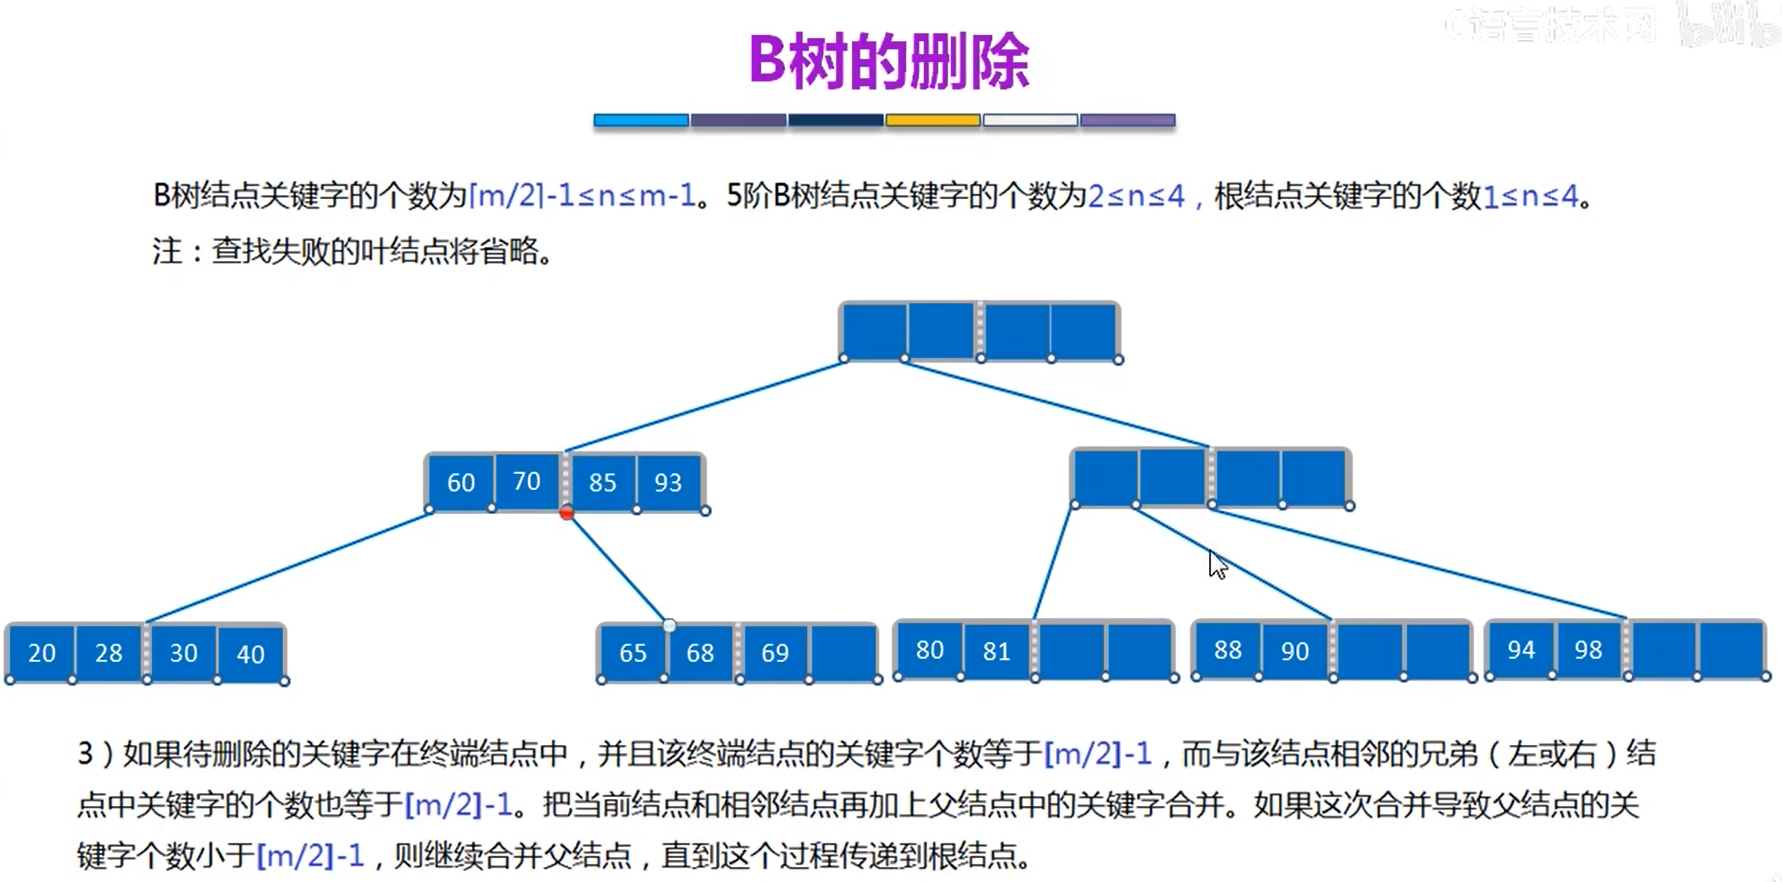 C语言技术网 bilibili
B树的删除
B树结点关键字的个数为⌈m/2⌉-1≤n≤m-1。5阶B树结点关键字的个数为2≤n≤4，根结点关键字的个数1≤n≤4。
注：查找失败的叶结点将省略。
60 70 85 93
20 28 30 40 65 68 69 80 81 88 90 94 98
3）如果待删除的关键字在终端结点中，并且该终端结点的关键字个数等于⌈m/2⌉-1，而与该结点相邻的兄弟（左或右）结
点中关键字的个数也等于⌈m/2⌉-1。把当前结点和相邻结点再加上父结点中的关键字合并。如果这次合并导致父结点的关
键字个数小于⌈m/2⌉-1，则继续合并父结点，直到这个过程传递到根结点。